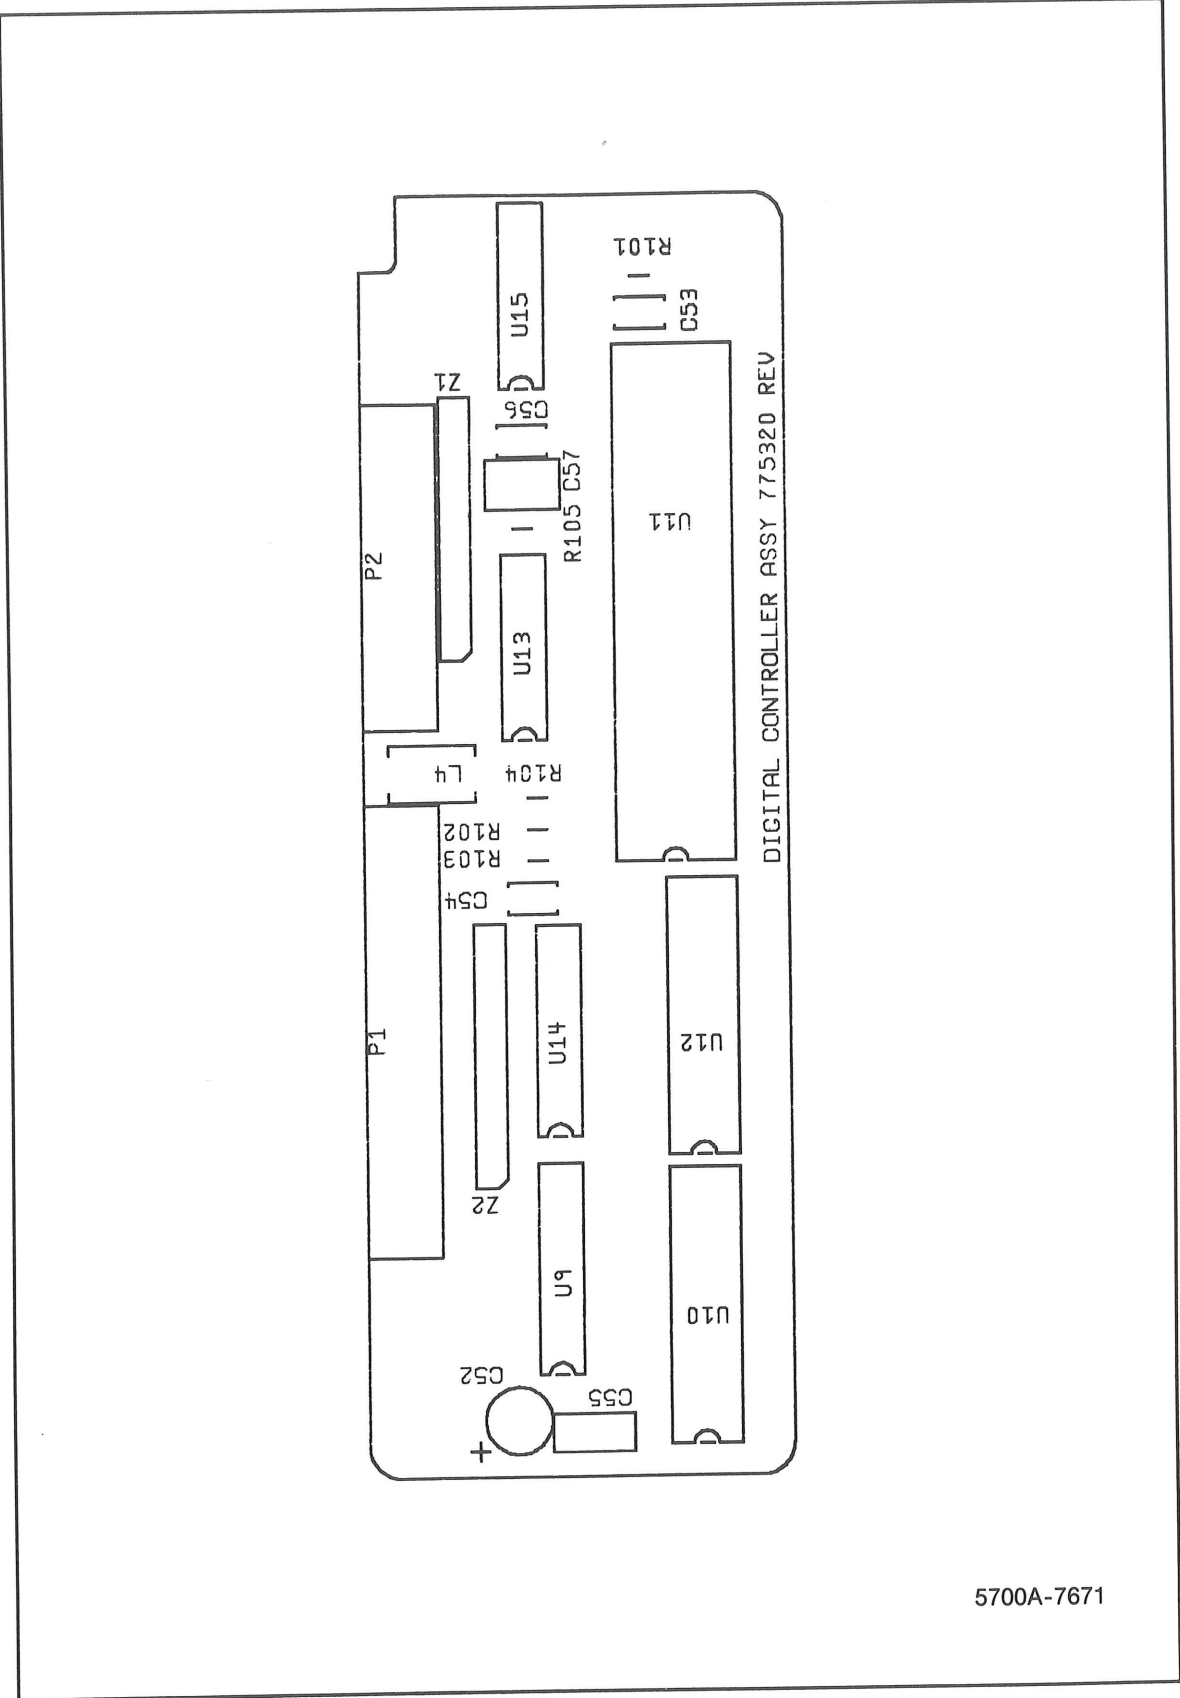 R101
U15
C53
Z1
C56
C57
R105
U11
P2
U13
L4
R104
R102
R103
C54
DIGITAL CONTROLLER ASSY 775320 REV
P1
U14
U12
Z2
U9
U10
C52
C55
+
5700A-7671